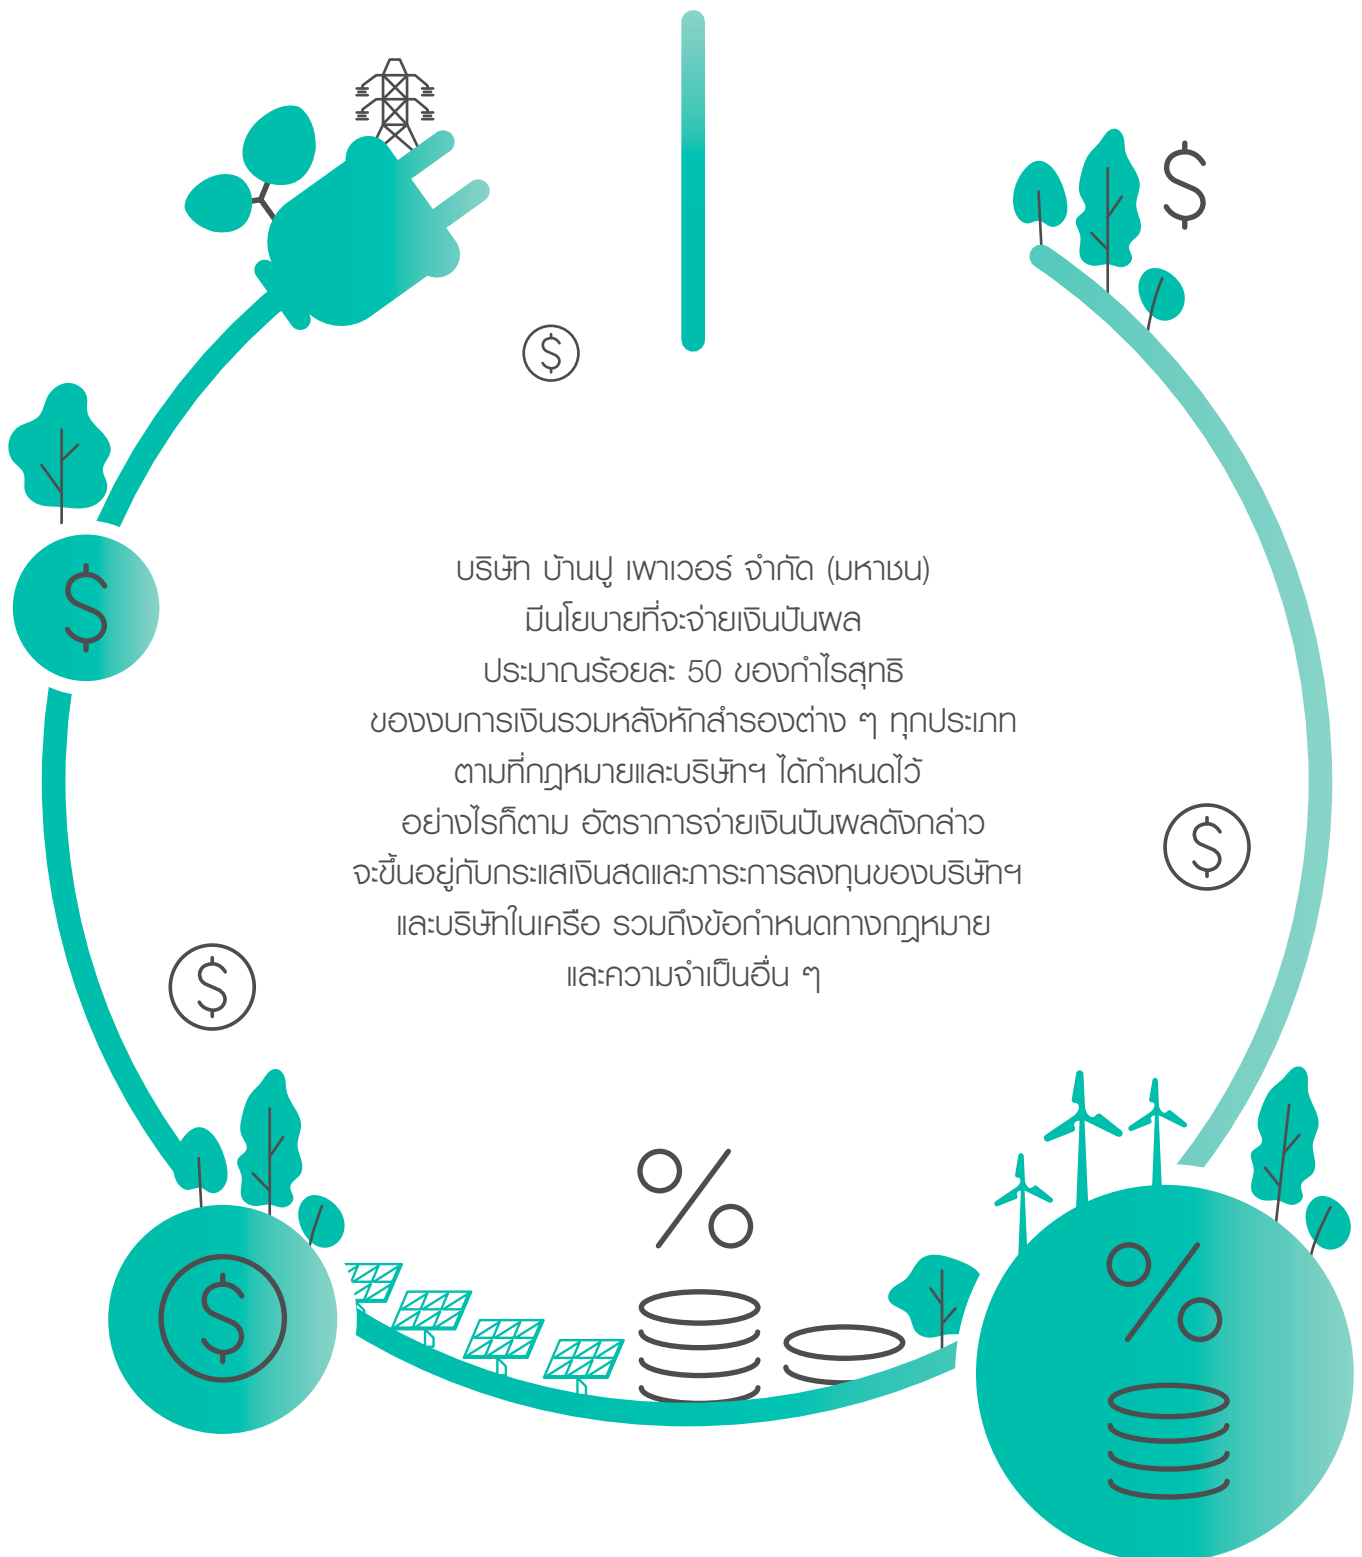 บริษัท บ้านปู เพาเวอร์ จำกัด (มหาชน)
มีนโยบายที่จะจ่ายเงินปันผล
ประมาณร้อยละ 50 ของกำไรสุทธิ
ของงบการเงินรวมหลังหักสำรองต่าง ๆ ทุกประเภท
ตามที่กฎหมายและบริษัทฯ ได้กำหนดไว้
อย่างไรก็ตาม อัตราการจ่ายเงินปันผลดังกล่าว
จะขึ้นอยู่กับกระแสเงินสดและภาระการลงทุนของบริษัทฯ
และบริษัทในเครือ รวมถึงข้อกำหนดทางกฎหมาย
และความจำเป็นอื่น ๆ